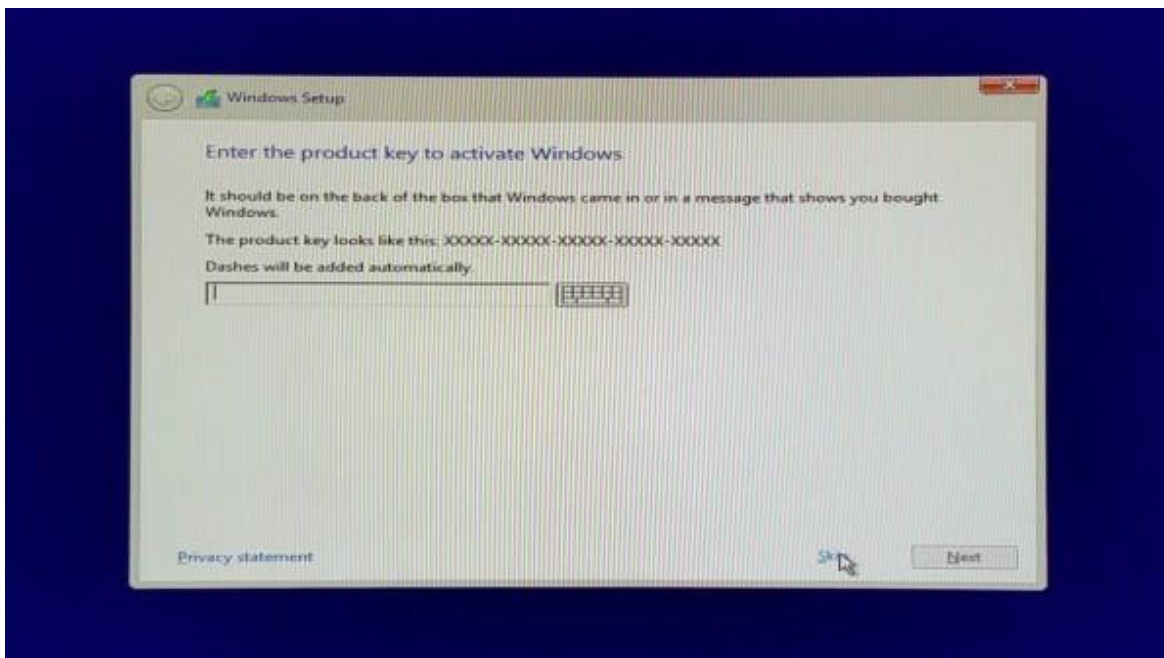 Windows Setup
Enter the product key to activate Windows
It should be on the back of the box that Windows came in or in a message that shows you bought
Windows.
The product key looks like this: XXXXX-XXXXX-XXXXX-XXXXX-XXXXX
Dashes will be added automatically.
Privacy statement
Next